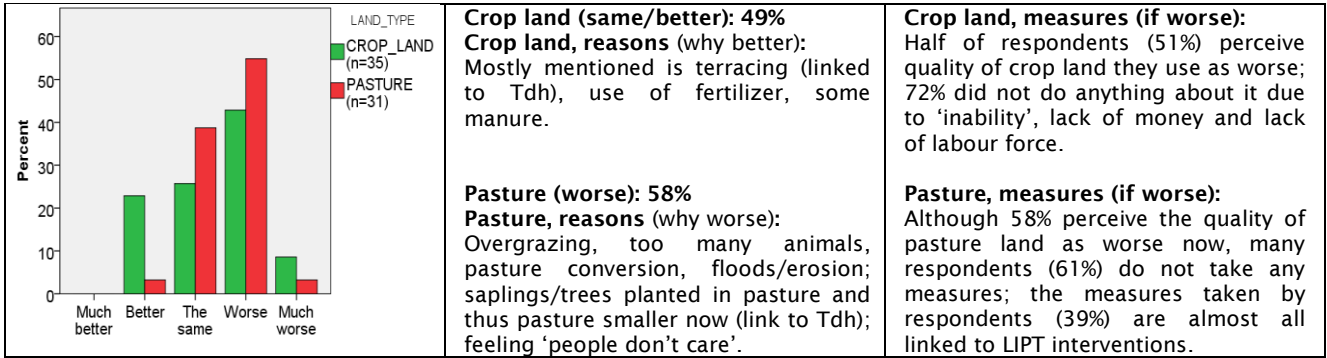 LAND_TYPE
CROP_LAND
(n=35)
PASTURE
(n=31)
Percent
60
50
40
30
20
10
0
Much better
Better
The same
Worse
Much worse
Crop land (same/better): 49%
Crop land, reasons (why better):
Mostly mentioned is terracing (linked
to Tdh), use of fertilizer, some
manure.
Pasture (worse): 58%
Pasture, reasons (why worse):
Overgrazing, too many animals,
pasture conversion, floods/erosion;
saplings/trees planted in pasture and
thus pasture smaller now (link to Tdh);
feeling ‘people don’t care’.
Crop land, measures (if worse):
Half of respondents (51%) perceive
quality of crop land they use as worse;
72% did not do anything about it due
to ‘inability’, lack of money and lack
of labour force.
Pasture, measures (if worse):
Although 58% perceive the quality of
pasture land as worse now, many
respondents (61%) do not take any
measures; the measures taken by
respondents (39%) are almost all
linked to LIPT interventions.